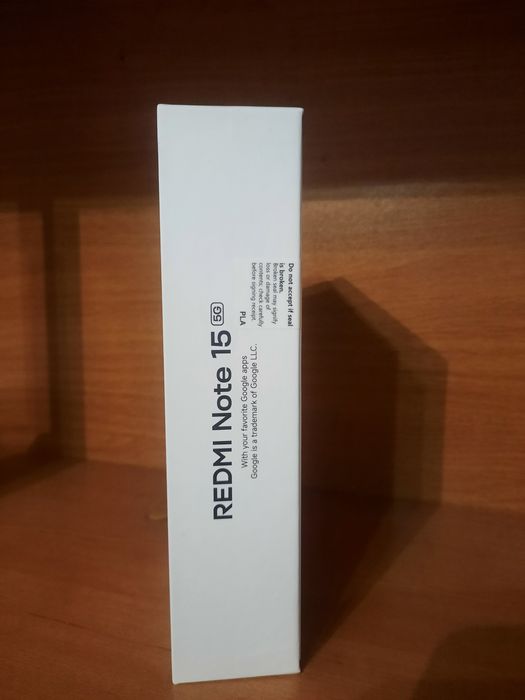 REDMI Note 15 5G
With your favorite Google apps
Google is a trademark of Google LLC.
Do not accept if seal
is broken.
Broken seal may signify
loss or damage of
contents; check carefully
before signing receipt.
PLA